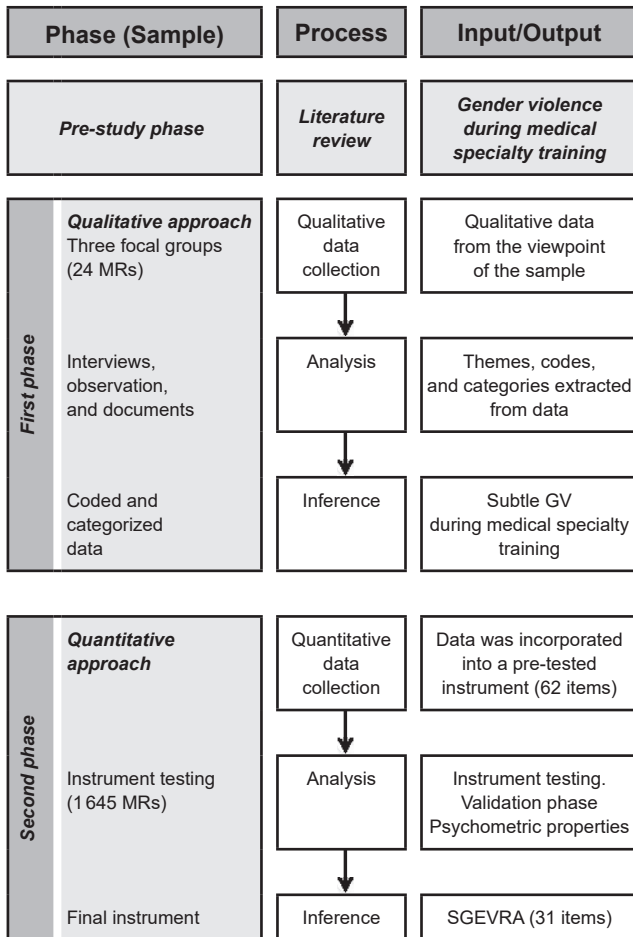 Phase (Sample)
Process
Input/Output
Pre-study phase
Literature
review
Gender violence
during medical
specialty training
First phase
Qualitative approach
Three focal groups
(24 MRs)
Qualitative
data
collection
Qualitative data
from the viewpoint
of the sample
Interviews,
observation,
and documents
Analysis
Themes, codes,
and categories extracted
from data
Coded and
categorized
data
Inference
Subtle GV
during medical specialty
training
Second phase
Quantitative
approach
Quantitative
data
collection
Data was incorporated
into a pre-tested
instrument (62 items)
Instrument testing
(1 645 MRs)
Analysis
Instrument testing.
Validation phase
Psychometric properties
Final instrument
Inference
SGEVRA (31 items)